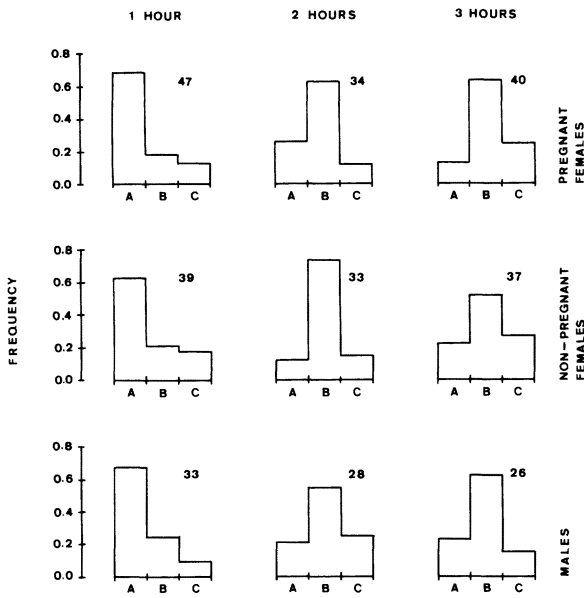 1 HOUR 2 HOURS 3 HOURS
0.8
0.6 47 34 40
0.4
0.2
0.0
A B C A B C A B C
PREGNANT
FEMALES
0.8
0.6 39 33 37
0.4
0.2
0.0
A B C A B C A B C
NON-PREGNANT
FEMALES
FREQUENCY
0.8
0.6 33 28 26
0.4
0.2
0.0
A B C A B C A B C
MALES